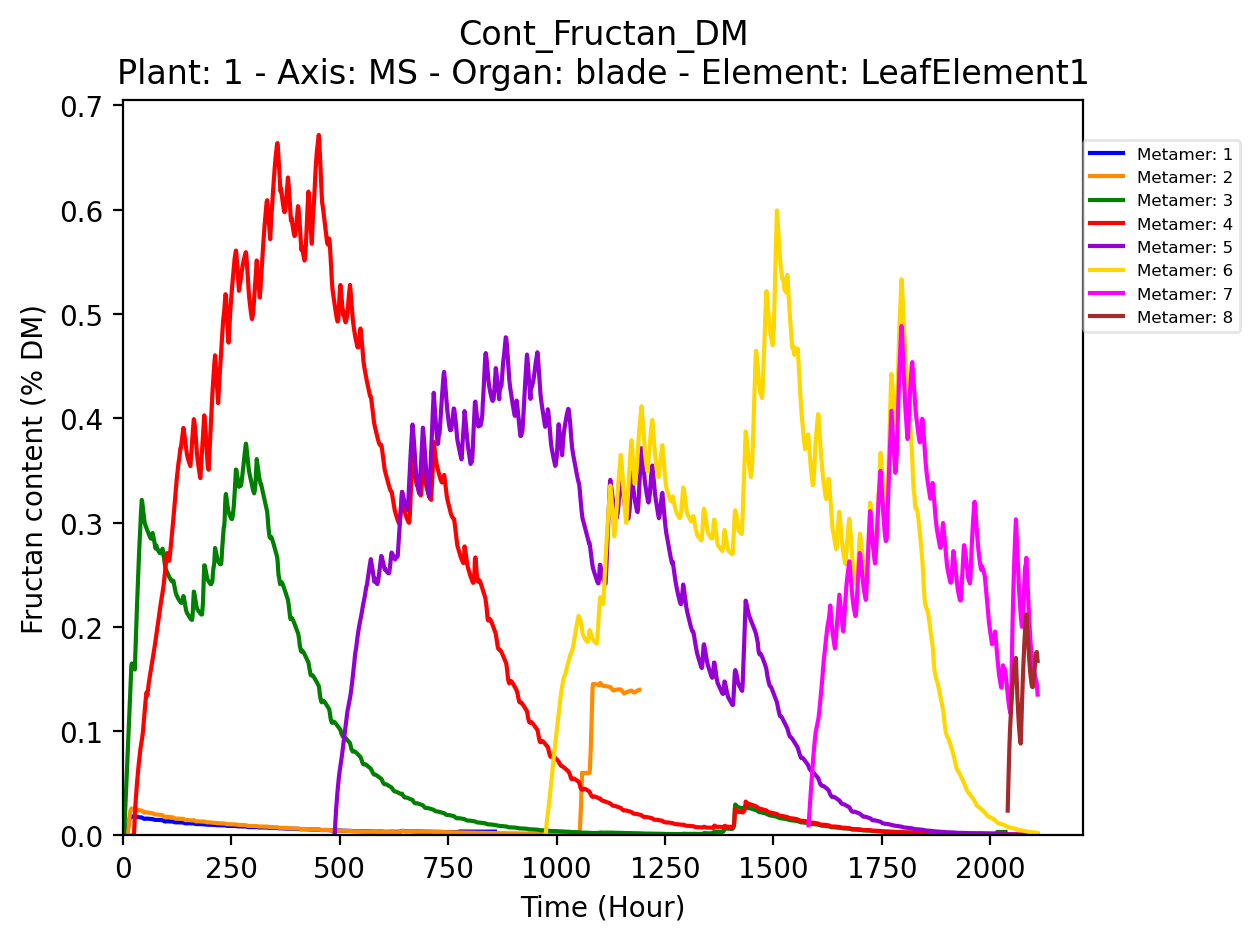 Cont_Fructan_DM
Plant: 1 - Axis: MS - Organ: blade - Element: LeafElement1
Fructan content (% DM)
0.7
0.6
0.5
0.4
0.3
0.2
0.1
0.0
0
250
500
750
1000
1250
1500
1750
2000
Time (Hour)
Metamer: 1
Metamer: 2
Metamer: 3
Metamer: 4
Metamer: 5
Metamer: 6
Metamer: 7
Metamer: 8